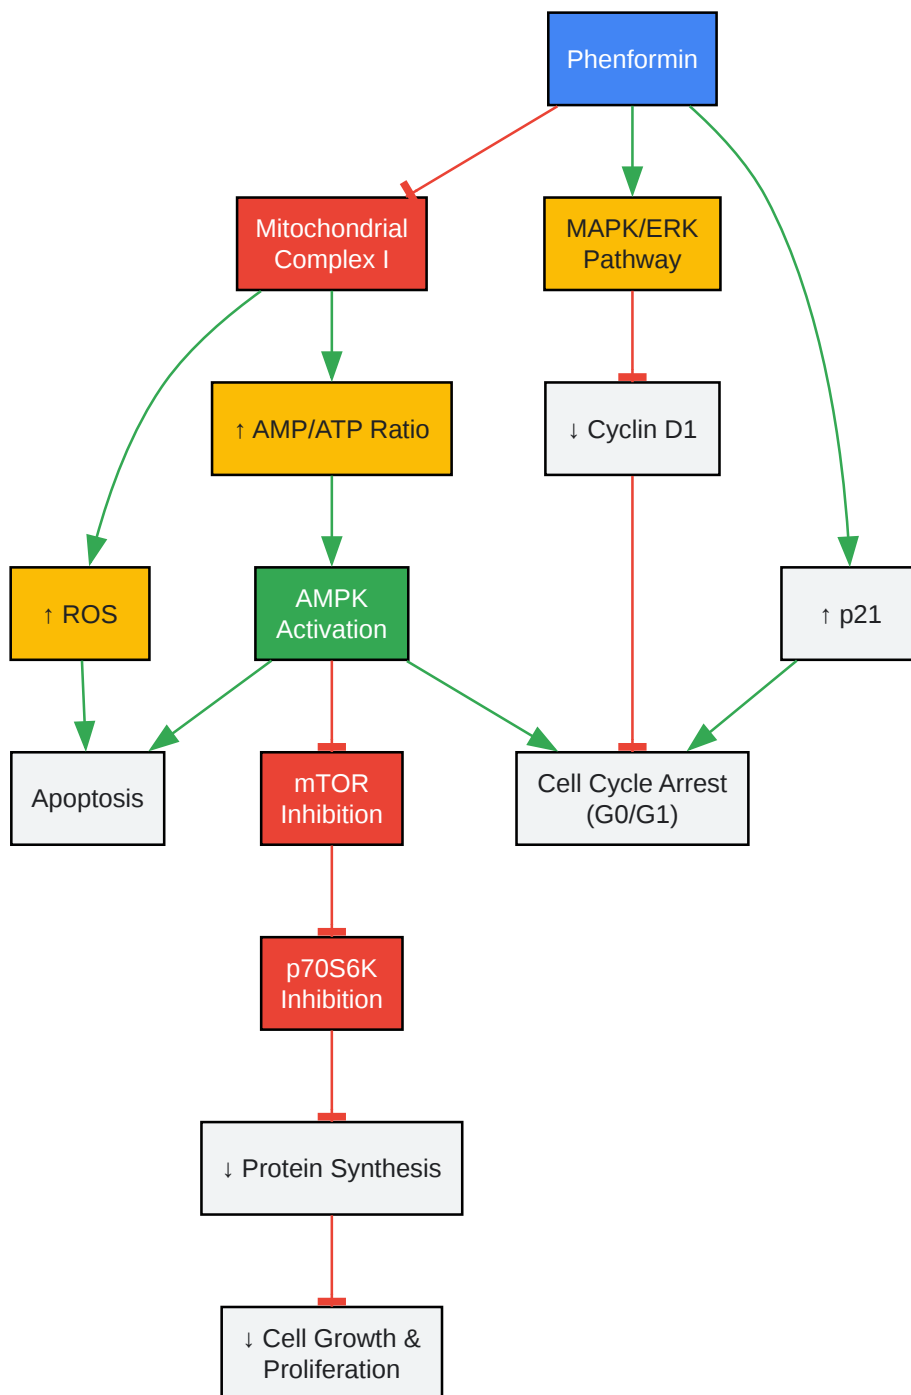 Phenformin
Mitochondrial
Complex I
MAPK/ERK
Pathway
↑ AMP/ATP Ratio
↓ Cyclin D1
↑ ROS
AMPK
Activation
↑ p21
Apoptosis
mTOR
Inhibition
Cell Cycle Arrest
(G0/G1)
p70S6K
Inhibition
↓ Protein Synthesis
↓ Cell Growth &
Proliferation